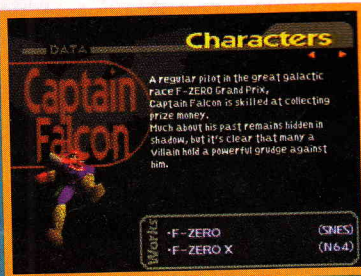 DATA
Characters
Captain
Falcon
A regular pilot in the great galactic
race F-ZERO Grand Prix,
Captain Falcon is skilled at collecting
prize money.
Much about his past remains hidden in
shadow, but it's clear that many a
villain hold a powerful grudge against
him.
Works
·F-ZERO (SNES)
·F-ZERO X (N64)